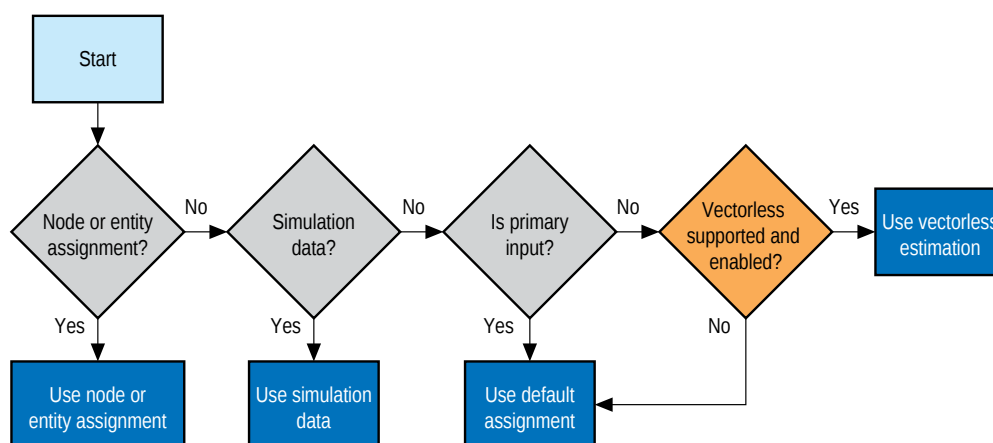 Start
Node or entity
assignment?
No
Simulation
data?
No
Is primary
input?
No
Vectorless
supported and
enabled?
Yes
Use vectorless
estimation
Yes
Yes
Yes
No
Use node or
entity assignment
Use simulation
data
Use default
assignment